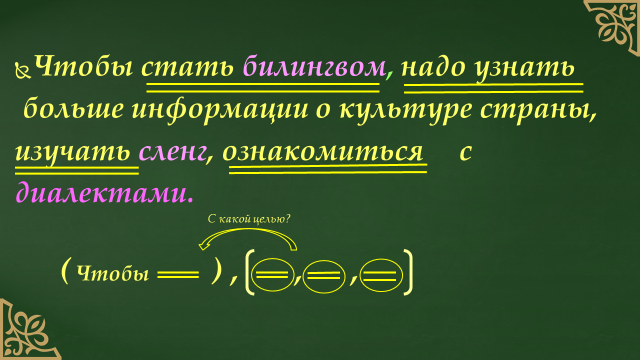 Чтобы стать билингвом, надо узнать
больше информации о культуре страны,
изучать сленг, ознакомиться с
диалектами.
С какой целью?
( Чтобы ) , [ , , ]